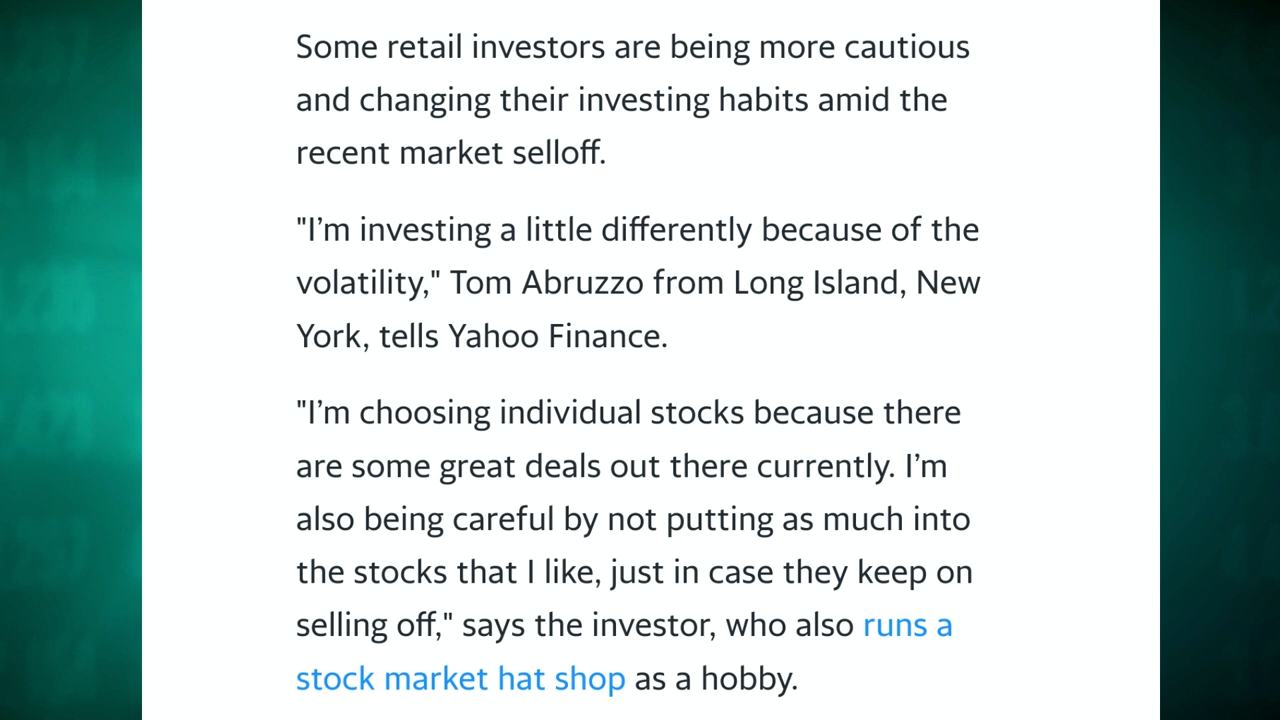 Some retail investors are being more cautious
and changing their investing habits amid the
recent market selloff.
"I’m investing a little differently because of the
volatility," Tom Abruzzo from Long Island, New
York, tells Yahoo Finance.
"I’m choosing individual stocks because there
are some great deals out there currently. I’m
also being careful by not putting as much into
the stocks that I like, just in case they keep on
selling off," says the investor, who also runs a
stock market hat shop as a hobby.